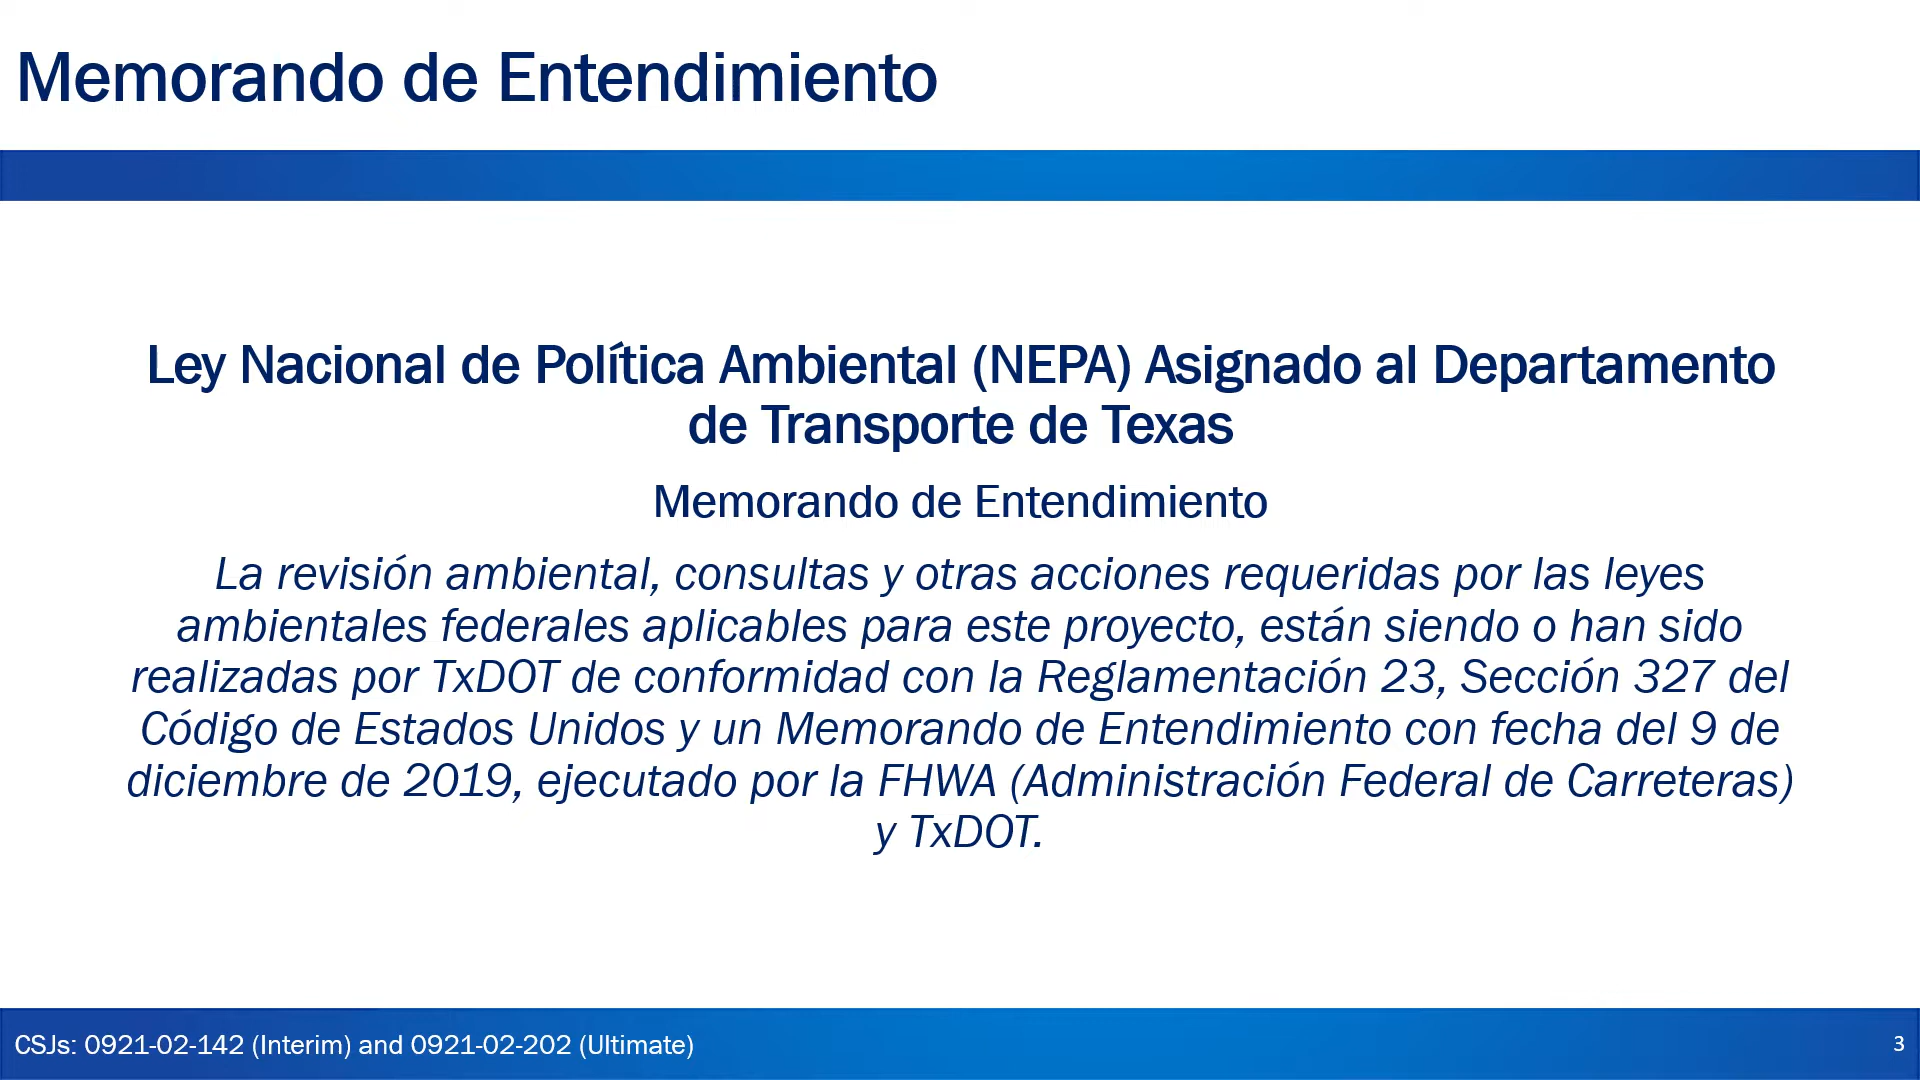 Memorando de Entendimiento
Ley Nacional de Política Ambiental (NEPA) Asignado al Departamento
de Transporte de Texas
Memorando de Entendimiento
La revisión ambiental, consultas y otras acciones requeridas por las leyes
ambientales federales aplicables para este proyecto, están siendo o han sido
realizadas por TxDOT de conformidad con la Reglamentación 23, Sección 327 del
Código de Estados Unidos y un Memorando de Entendimiento con fecha del 9 de
diciembre de 2019, ejecutado por la FHWA (Administración Federal de Carreteras)
y TxDOT.
CSJs: 0921-02-142 (Interim) and 0921-02-202 (Ultimate)
3